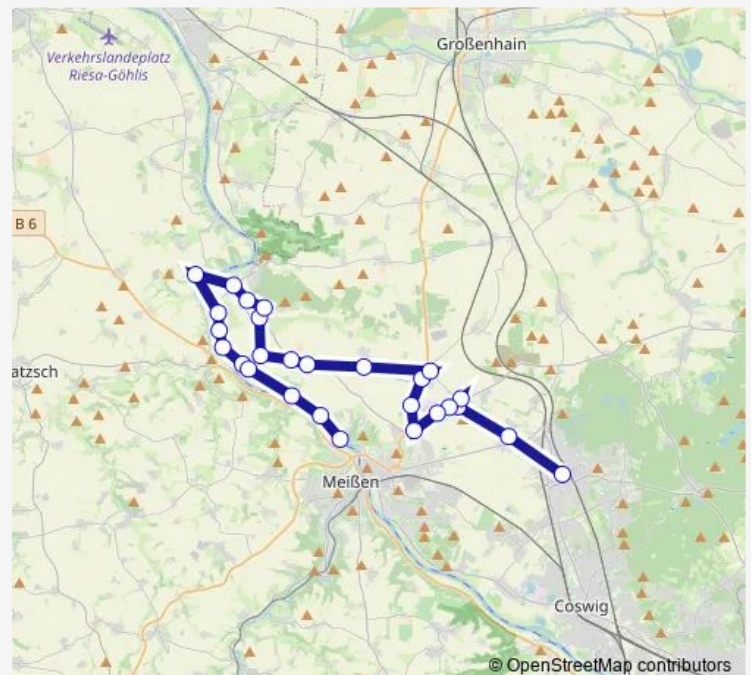 Großenhain
Verkehrslandeplatz
Riesa-Göhlis
B 6
atzsch
Meißen
Coswig
© OpenStreetMap contributors